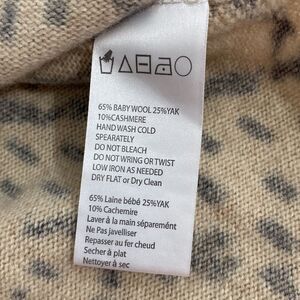 65% BABY WOOL 25%YAK
10%CASHMERE
HAND WASH COLD
SPEARATELY
DO NOT BLEACH
DO NOT WRING OR TWIST
LOW IRON AS NEEDED
DRY FLAT or Dry Clean
65% Laine bébé 25%YAK
10% Cachemire
Laver à la main séparemént
Ne Pas javelliser
Repasser au fer cheud
Secher à plat
Nettoyer à sec